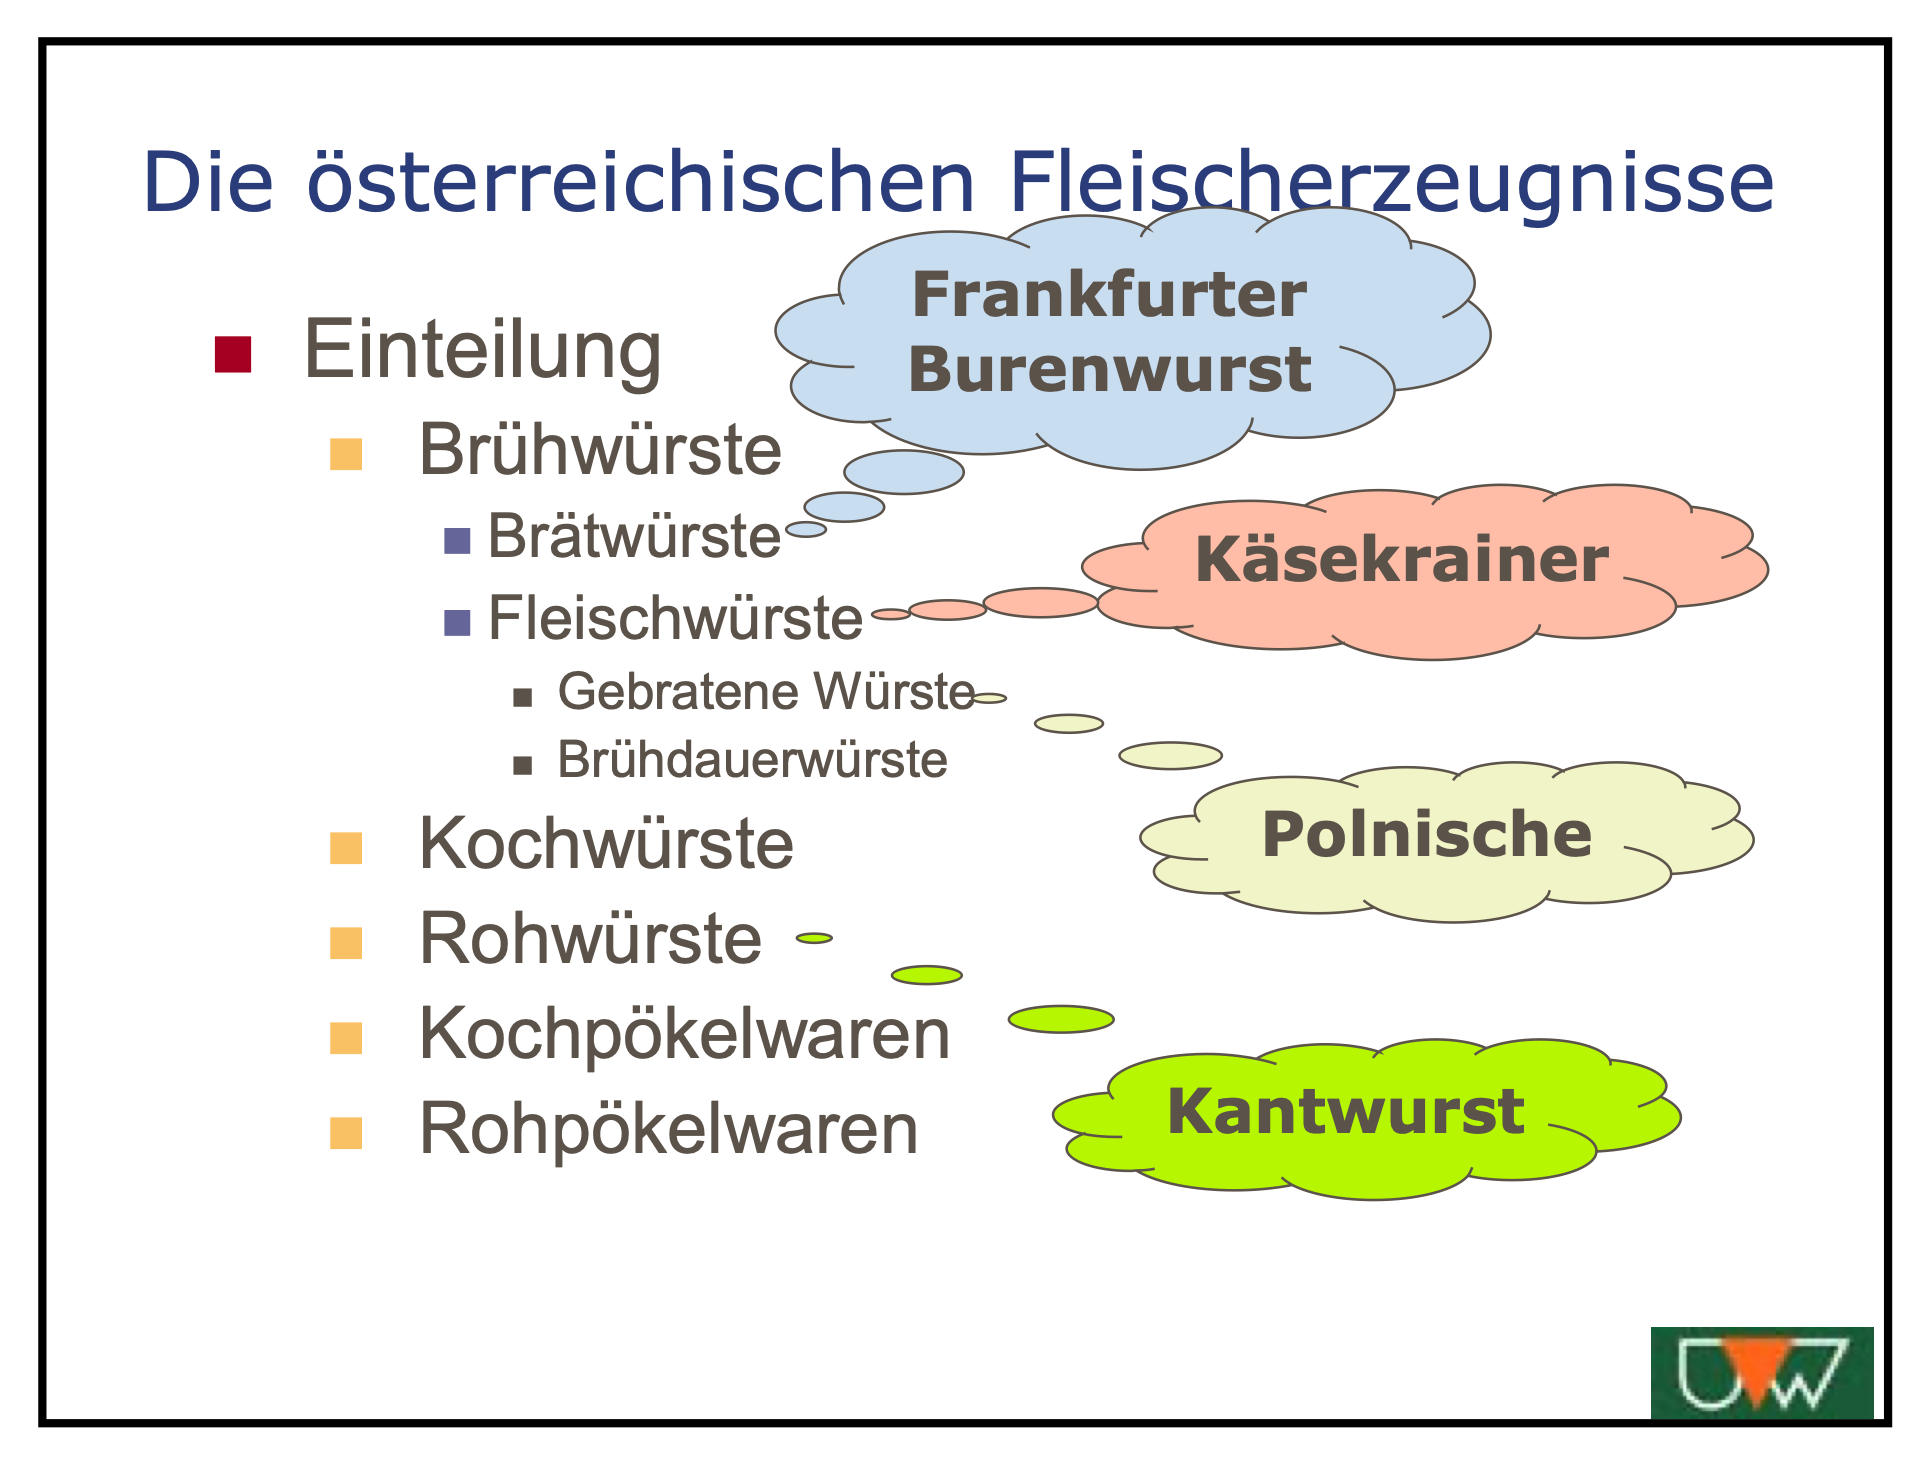 Die österreichischen Fleischerzeugnisse
Einteilung
Brühwürste
Brätwürste
Fleischwürste
Gebratene Würste
Brühdauerwürste
Kochwürste
Rohwürste
Kochpökelwaren
Rohpökelwaren
Frankfurter
Burenwurst
Käsekrainer
Polnische
Kantwurst
UVW